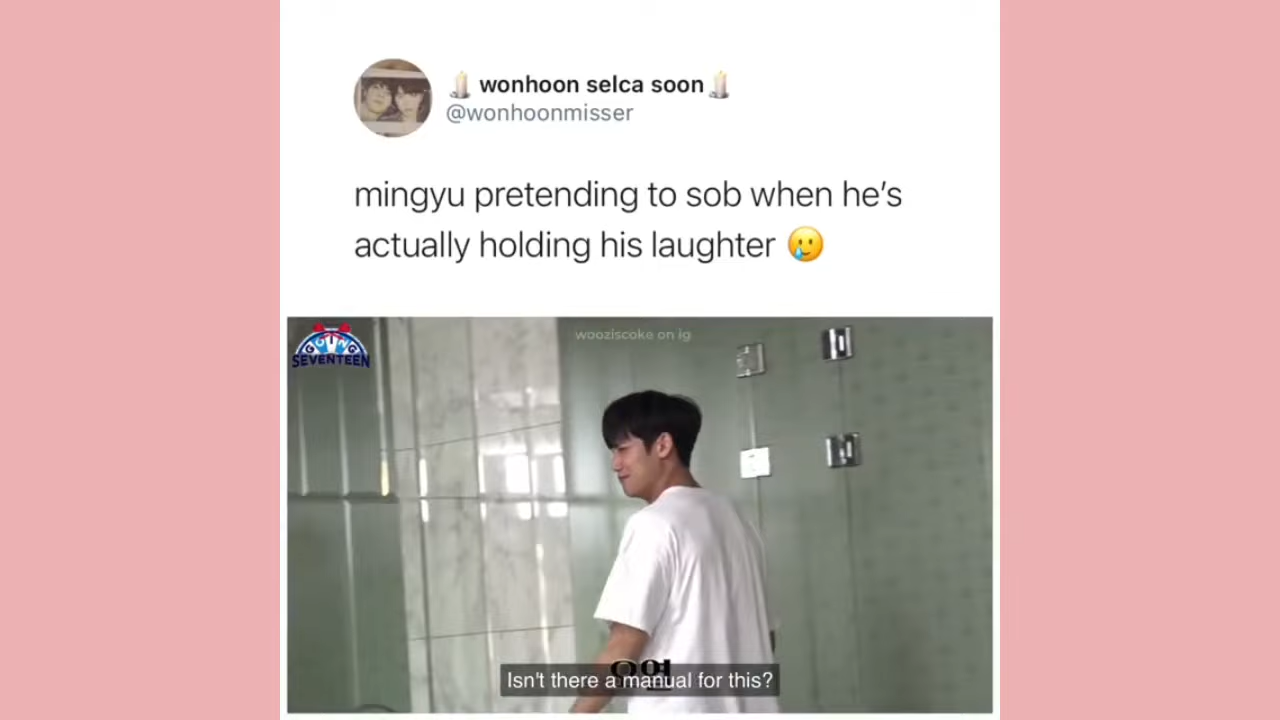 wonhoon selca soon
@wonhoonmisser
mingyu pretending to sob when he's
actually holding his laughter
GOING
SEVENTEEN
wooziscoke on ig
Isn't there a manual for this?